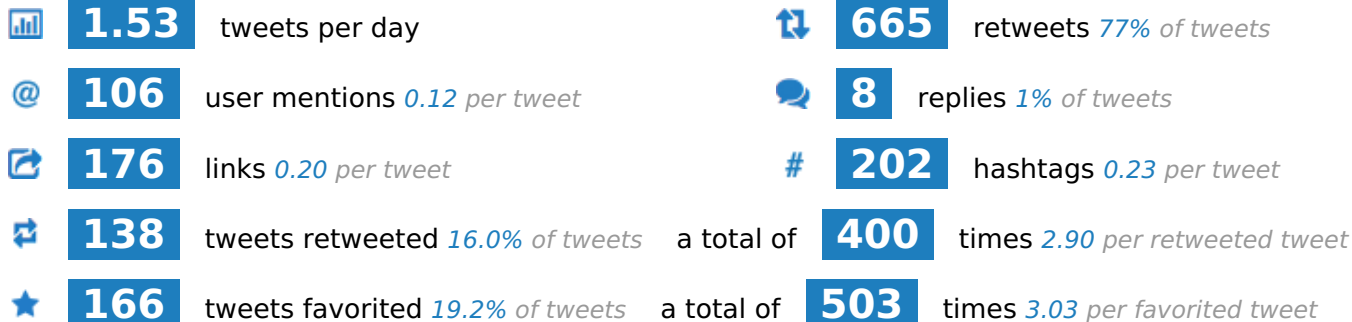 1.53 tweets per day 665 retweets 77% of tweets
@ 106 user mentions 0.12 per tweet 8 replies 1% of tweets
176 links 0.20 per tweet # 202 hashtags 0.23 per tweet
138 tweets retweeted 16.0% of tweets a total of 400 times 2.90 per retweeted tweet
166 tweets favorited 19.2% of tweets a total of 503 times 3.03 per favorited tweet